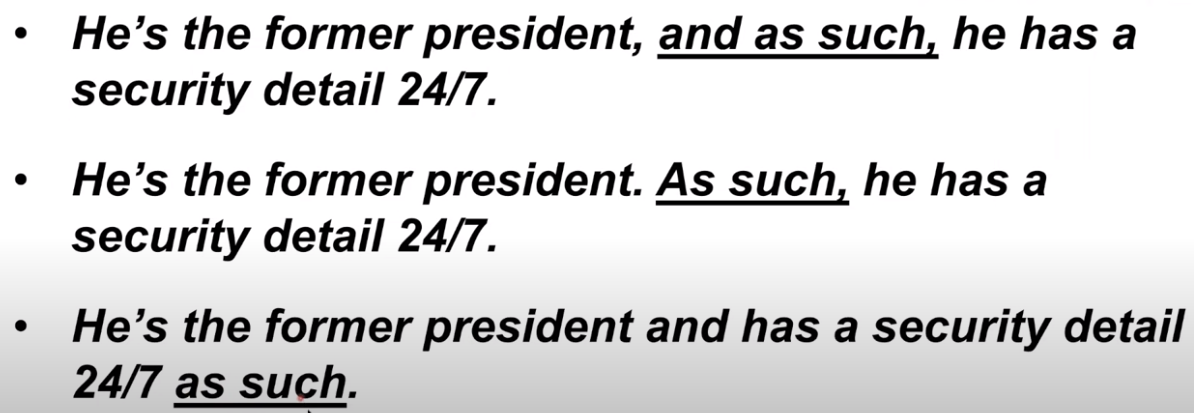 • He’s the former president, and as such, he has a
security detail 24/7.
• He’s the former president. As such, he has a
security detail 24/7.
• He’s the former president and has a security detail
24/7 as such.